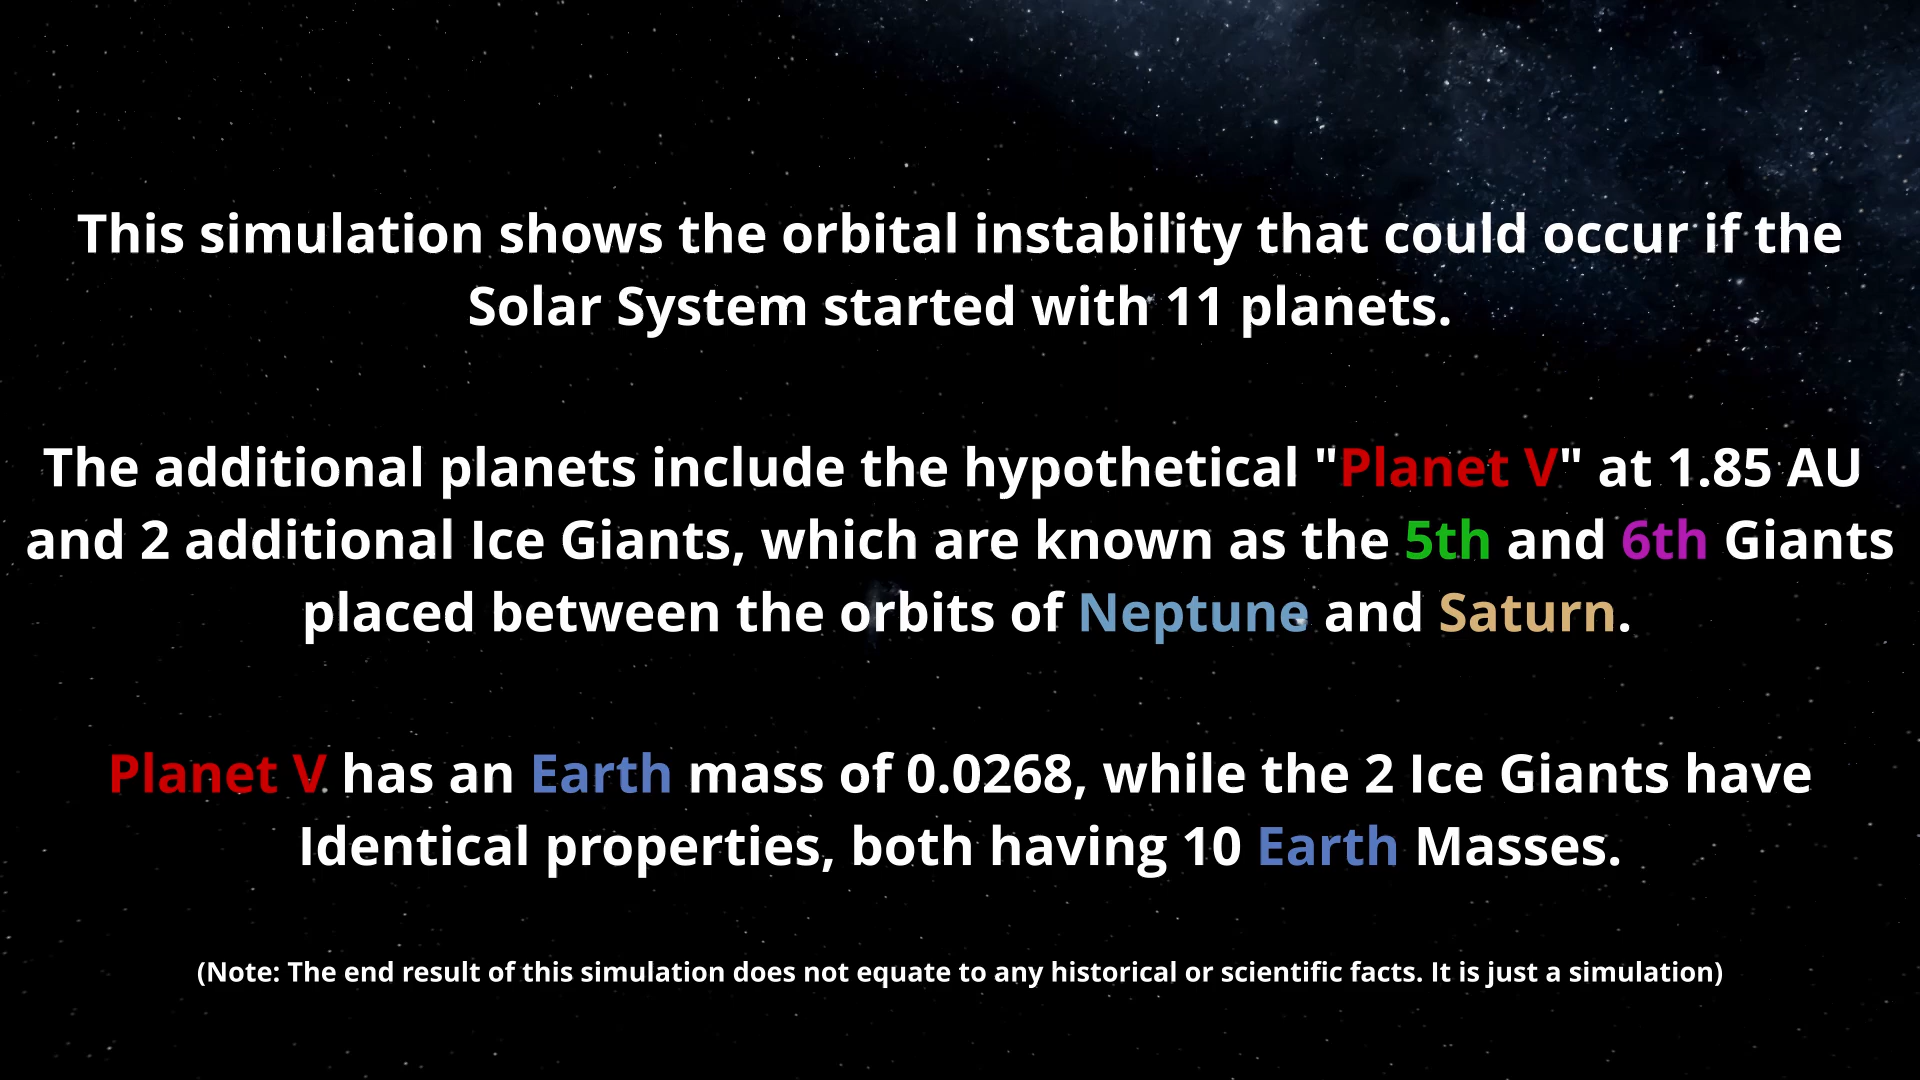 This simulation shows the orbital instability that could occur if the
Solar System started with 11 planets.
The additional planets include the hypothetical "Planet V" at 1.85 AU
and 2 additional Ice Giants, which are known as the 5th and 6th Giants
placed between the orbits of Neptune and Saturn.
Planet V has an Earth mass of 0.0268, while the 2 Ice Giants have
Identical properties, both having 10 Earth Masses.
(Note: The end result of this simulation does not equate to any historical or scientific facts. It is just a simulation)